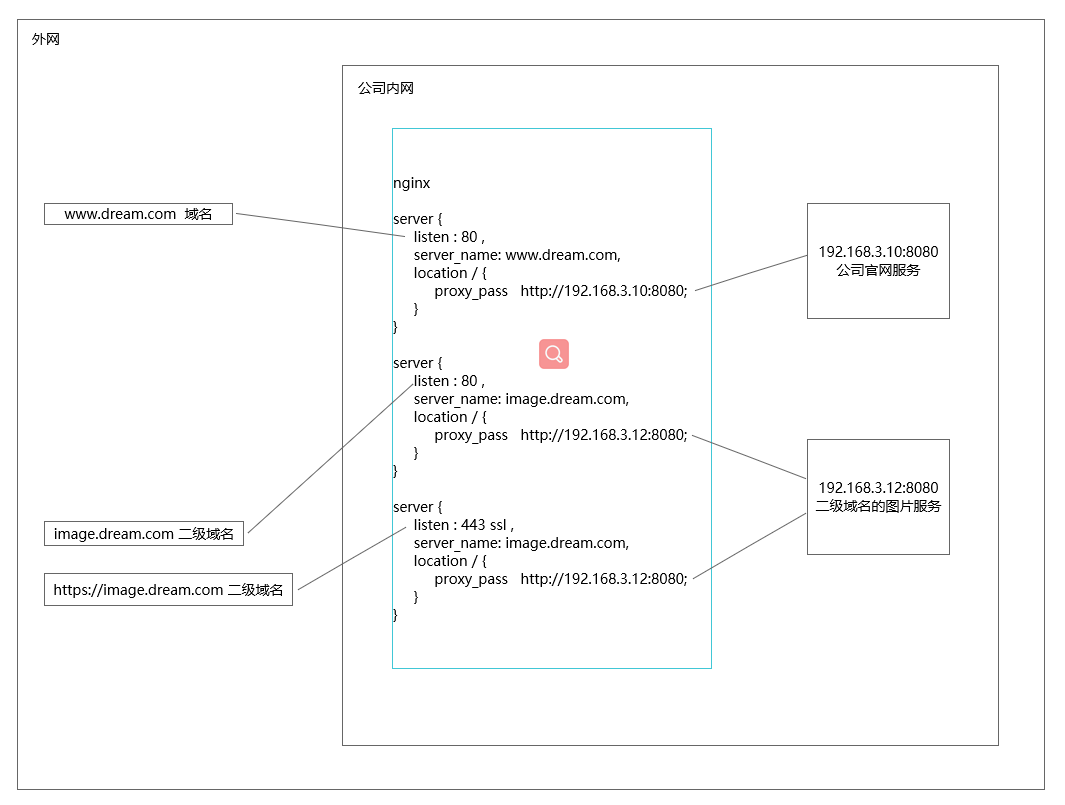 外网
公司内网
nginx
www.dream.com 域名
server {
listen : 80 ,
server_name: www.dream.com,
location / {
proxy_pass http://192.168.3.10:8080;
}
}
192.168.3.10:8080
公司官网服务
server {
listen : 80 ,
server_name: image.dream.com,
location / {
proxy_pass http://192.168.3.12:8080;
}
}
192.168.3.12:8080
二级域名的图片服务
server {
listen : 443 ssl ,
server_name: image.dream.com,
location / {
proxy_pass http://192.168.3.12:8080;
}
}
image.dream.com 二级域名
https://image.dream.com 二级域名